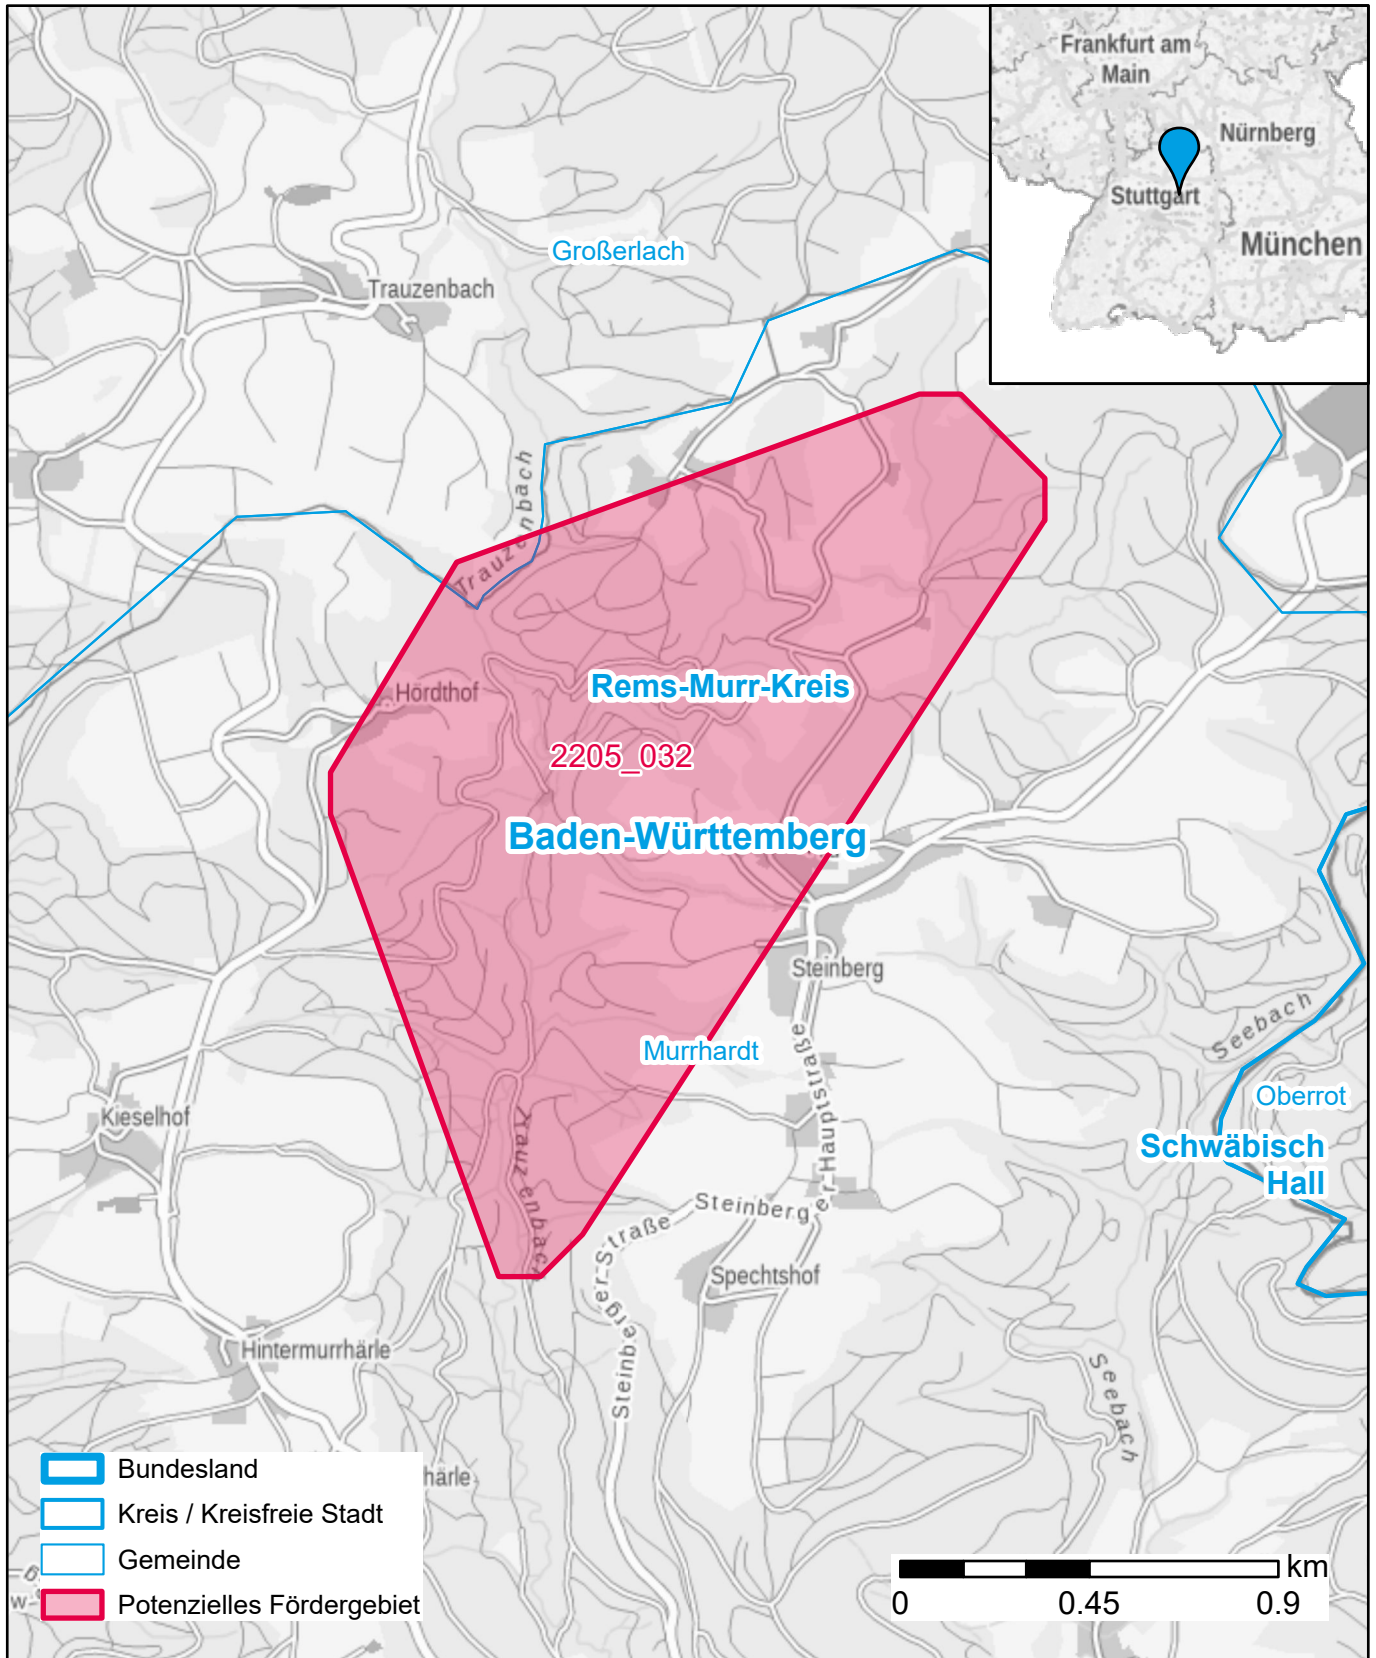 Frankfurt am
Main
Nürnberg
Stuttgart
München
Großerlach
Trauzenbach
Trauzenbach
Hördthof
Rems-Murr-Kreis
2205_032
Baden-Württemberg
Steinberg
Seebach
Murrhardt
Oberrot
Schwäbisch
Hall
Kieselhof
Trauzenbach
Steinberger Hauptstraße
Steinberger Straße
Spechtshof
Hintermurrhärle
Seebach
härle
Bundesland
Kreis / Kreisfreie Stadt
Gemeinde
Potenzielles Fördergebiet
km
0 0.45 0.9